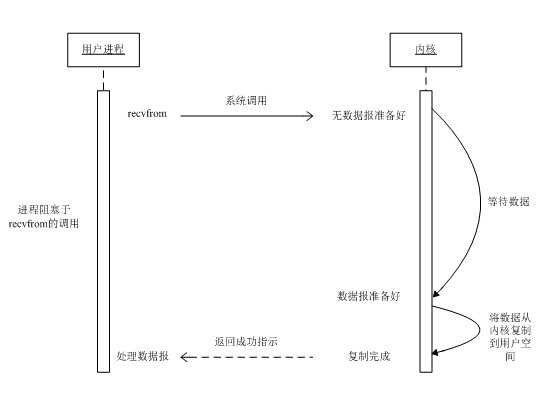 用户进程
内核
系统调用
recvfrom
无数据报准备好
进程阻塞于
recvfrom的调用
等待数据
数据报准备好
将数据从
内核复制
到用户空
间
返回成功指示
处理数据报
复制完成